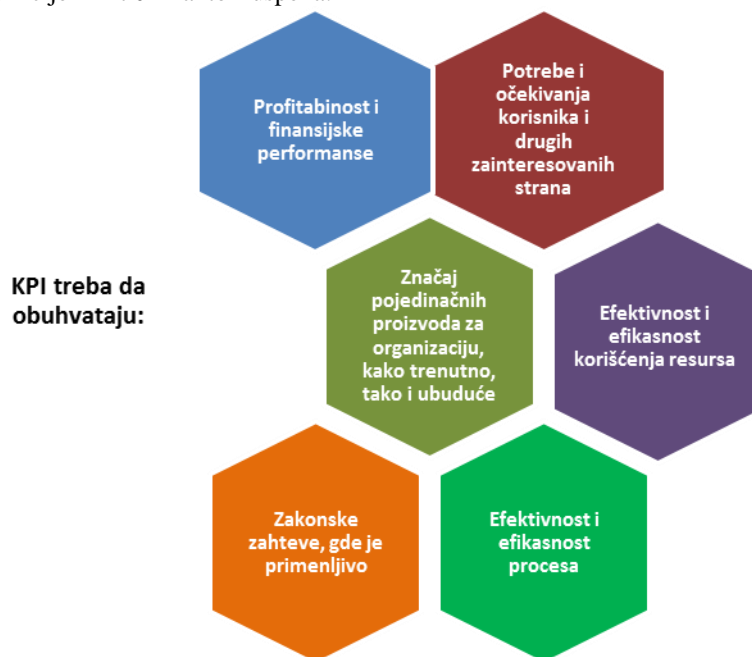 Profitabinost i
finansijske
performanse
Potrebe i
očekivanja
korisnika i
drugih
zainteresovanih
strana
KPI treba da
obuhvataju:
Značaj
pojedinačnih
proizvoda za
organizaciju,
kako trenutno,
tako i ubuduće
Efektivnost i
efikasnost
korišćenja resursa
Zakonske
zahteve, gde je
primenljivo
Efektivnost i
efikasnost
procesa